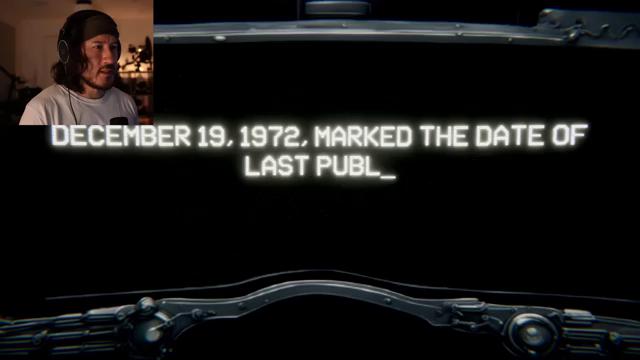 DECEMBER 19, 1972, MARKED THE DATE OF
LAST PUBL_